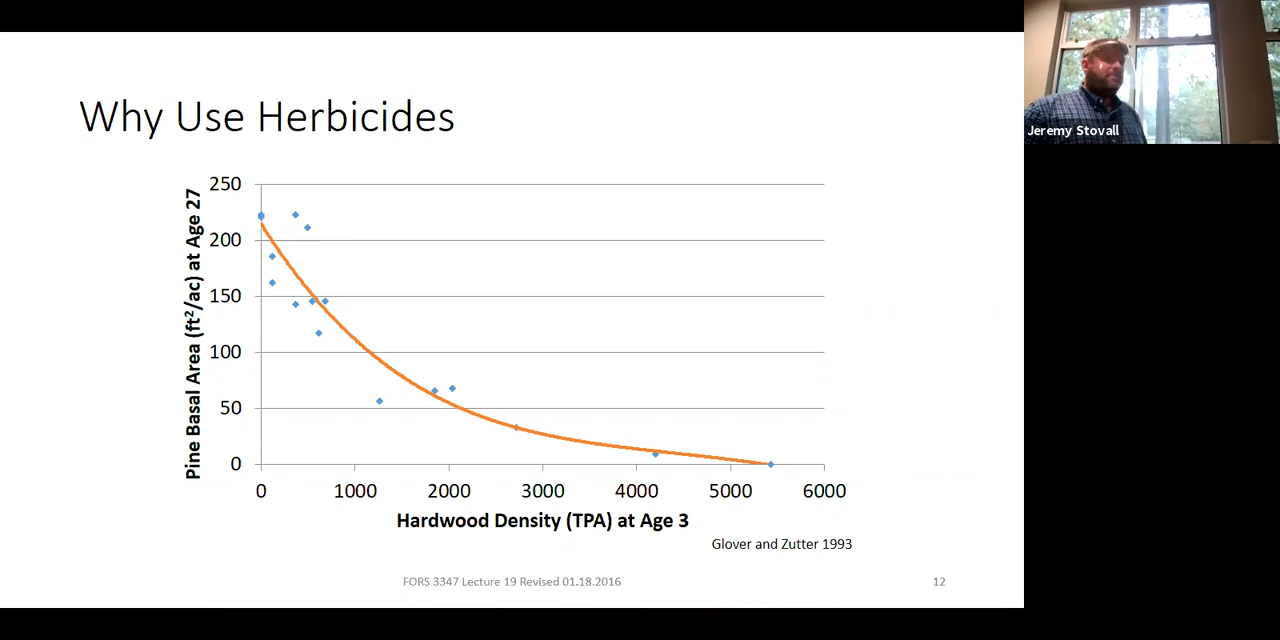 Why Use Herbicides
Jeremy Stovall
Pine Basal Area (ft²/ac) at Age 27
250
200
150
100
50
0
0 1000 2000 3000 4000 5000 6000
Hardwood Density (TPA) at Age 3
Glover and Zutter 1993
FORS 3347 Lecture 19 Revised 01.18.2016
12